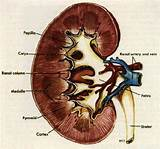 Papilla
Calyx
Renal column
Medulla
Pyramid
Cortex
Renal artery and vein
Pelvis
Ureter